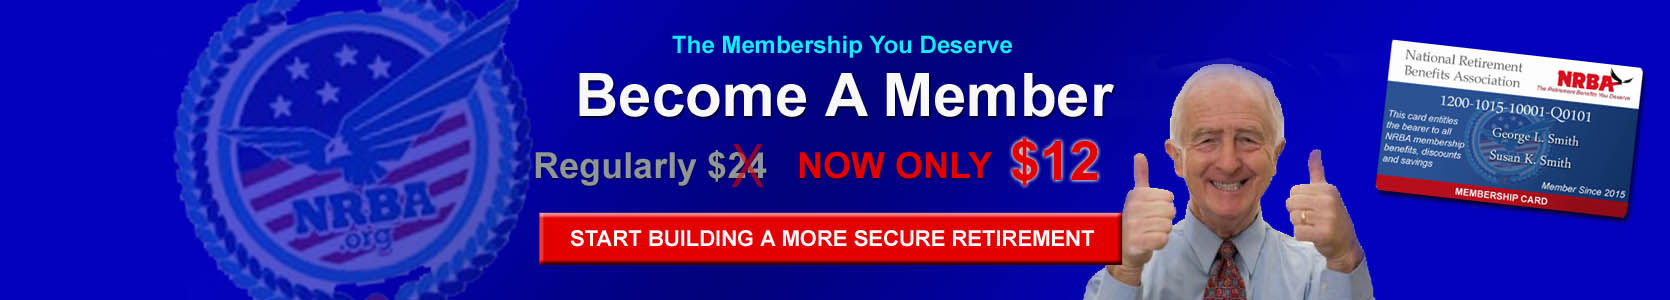 NRBA
.org
The Membership You Deserve
Become A Member
Regularly $24 NOW ONLY $12
START BUILDING A MORE SECURE RETIREMENT
National Retirement
Benefits Association
NRBA
The Retirement Benefits You Deserve
1200-1015-10001-Q0101
This card entitles
the bearer to all
NRBA membership
benefits, discounts
and savings
George L. Smith
Susan K. Smith
Member Since 2015
MEMBERSHIP CARD